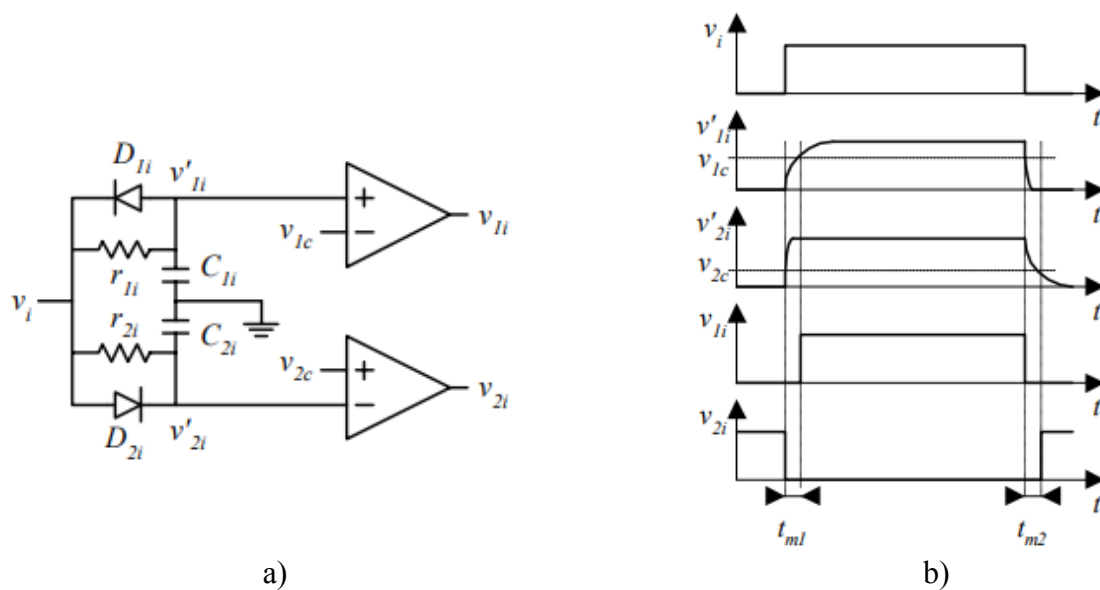 D1i
v'1i
v1c
v1i
r1i
C1i
vi
r2i
C2i
v2c
v2i
D2i
v'2i
+
−
+
−
a)
vi
t
v'1i
v1c
t
v'2i
v2c
t
v1i
t
v2i
t
tm1
tm2
b)